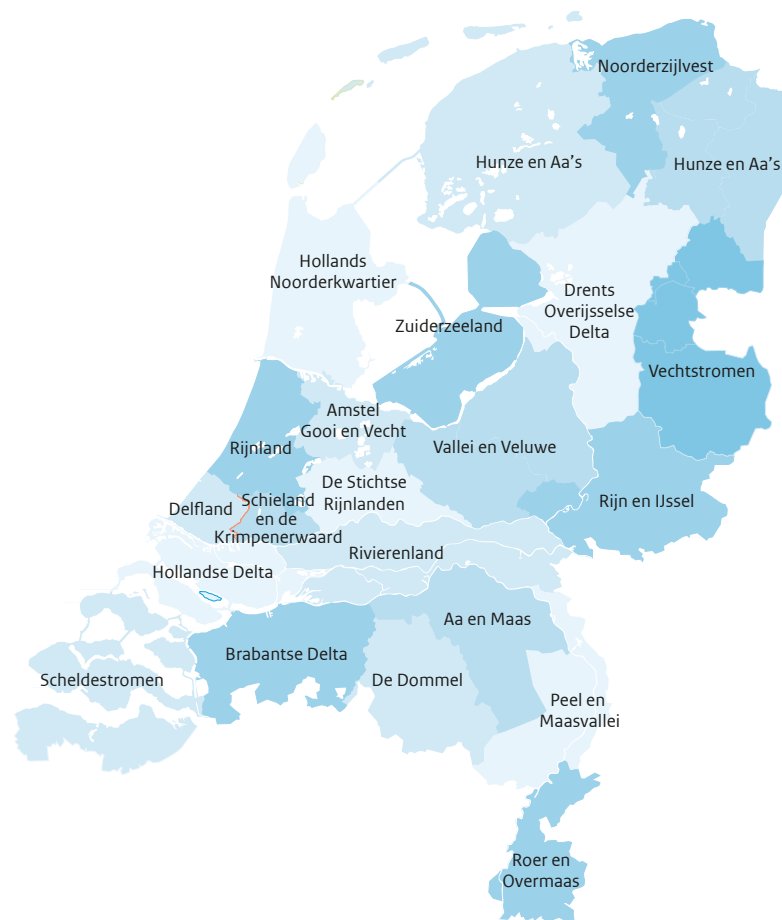 Noorderzijlvest
Hunze en Aa's
Hunze en Aa's
Hollands
Noorderkwartier
Drents
Overijsselse
Delta
Zuiderzeeland
Vechtstromen
Amstel
Gooi en Vecht
Rijnland
Vallei en Veluwe
De Stichtse
Rijnlanden
Rijn en IJssel
Delfland
Schieland
en de
Krimpenerwaard
Rivierenland
Hollandse Delta
Aa en Maas
Brabantse Delta
De Dommel
Scheldestromen
Peel en
Maasvallei
Roer en
Overmaas